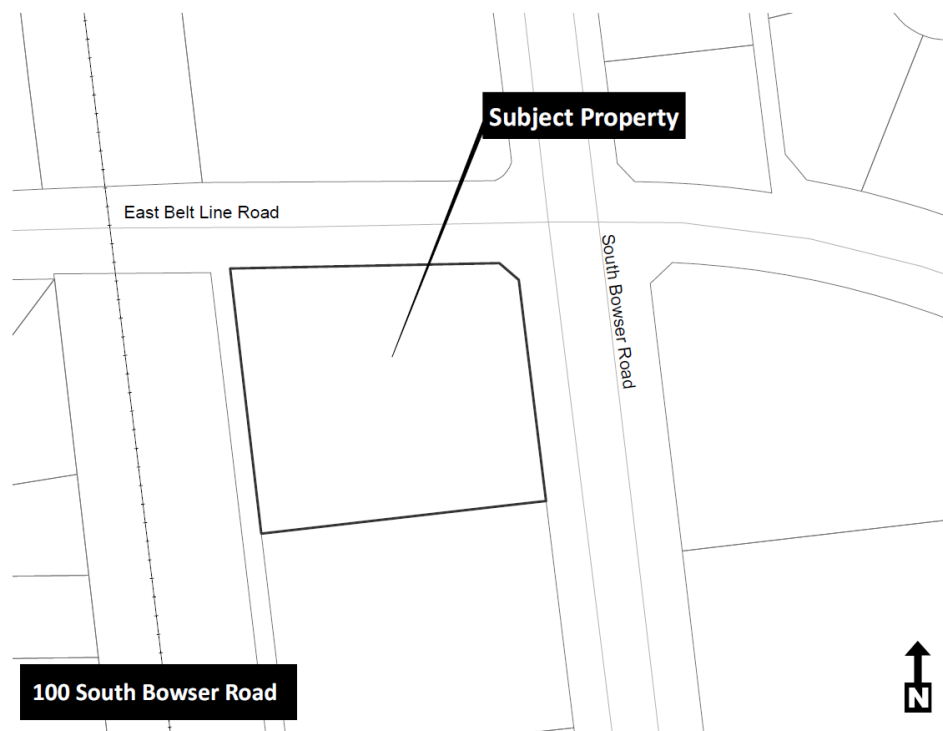 Subject Property
East Belt Line Road
South Bowser Road
100 South Bowser Road
N